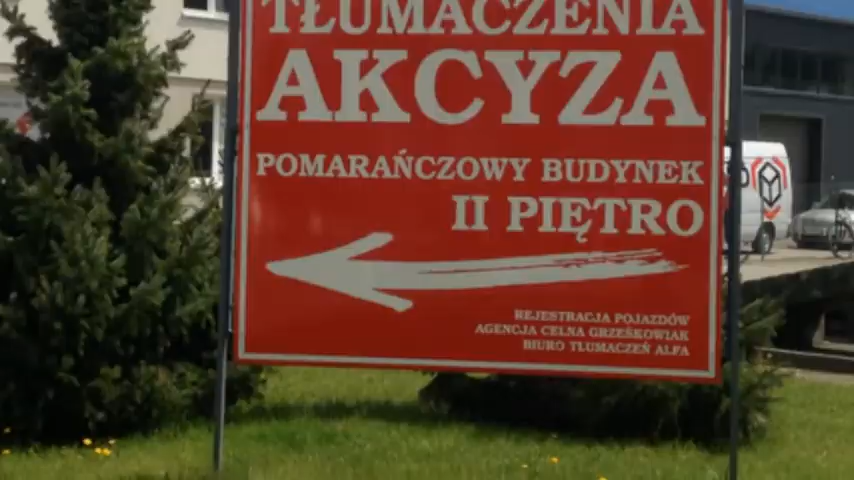 TŁUMACZENIA
AKCYZA
POMARAŃCZOWY BUDYNEK
II PIĘTRO
REJESTRACJA POJAZDÓW
AGENCJA CELNA GRZEŚKOWIAK
BIURO TŁUMACZEŃ ALFA